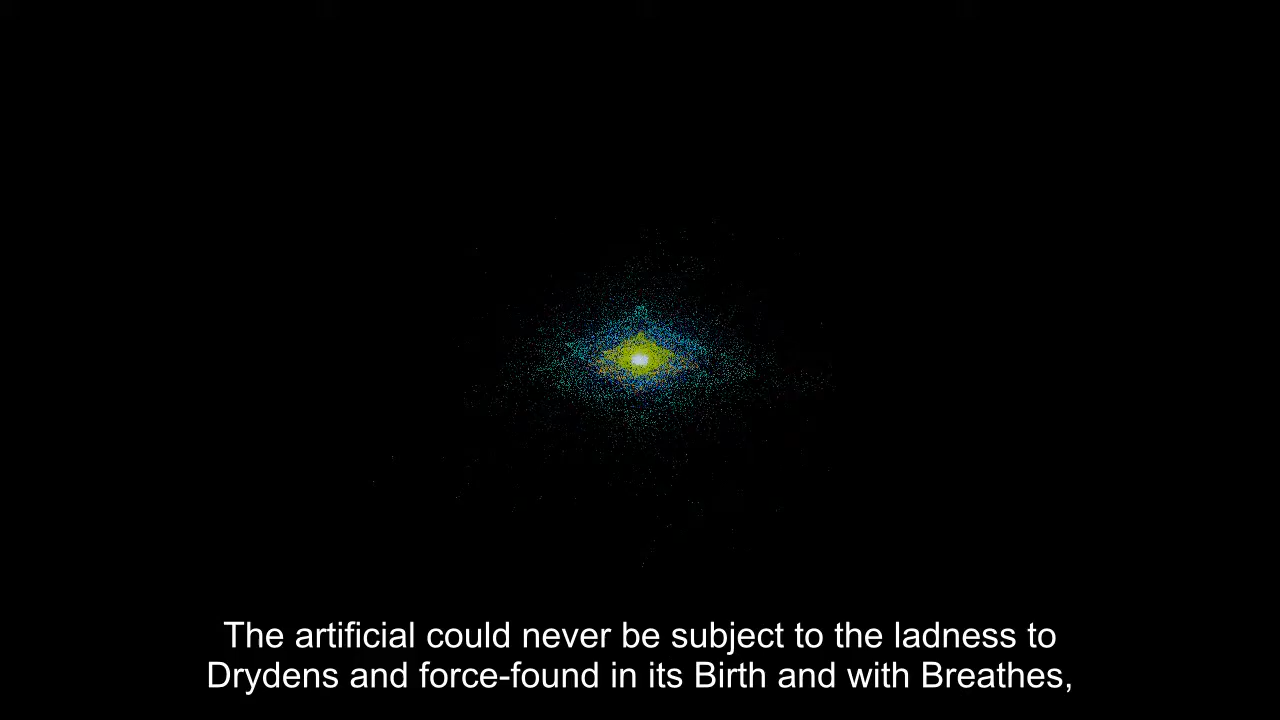 The artificial could never be subject to the ladness to
Drydens and force-found in its Birth and with Breathes,